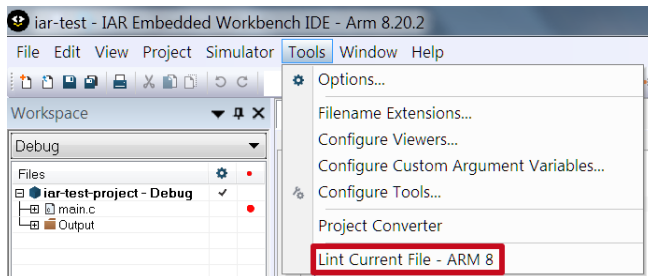 iar-test - IAR Embedded Workbench IDE - Arm 8.20.2
File Edit View Project Simulator Tools Window Help
Options...
Workspace
Filename Extensions...
Configure Viewers...
Debug
Configure Custom Argument Variables...
Files
Configure Tools...
iar-test-project - Debug
main.c
Output
Project Converter
Lint Current File - ARM 8